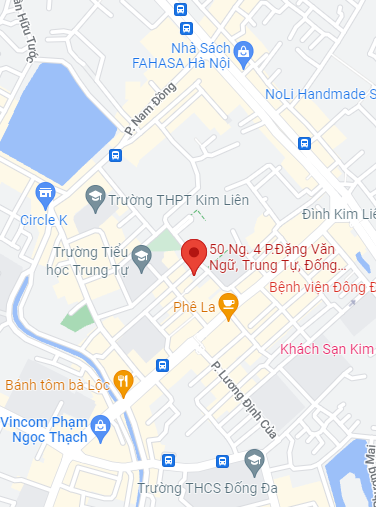 ần Hữu Tước
Nhà Sách
FAHASA Hà Nội
NoLi Handmade S
P. Nam Đồng
Trường THPT Kim Liên
Circle K
Đình Kim Liê
Trường Tiểu
học Trung Tự
50 Ng. 4 P.Đặng Văn
Ngữ, Trung Tự, Đống...
Bệnh viện Đông Đ
Phê La
Khách Sạn Kim
Bánh tôm bà Lộc
P. Lương Định Của
Vincom Phạm
Ngọc Thạch
Trường THCS Đống Đa